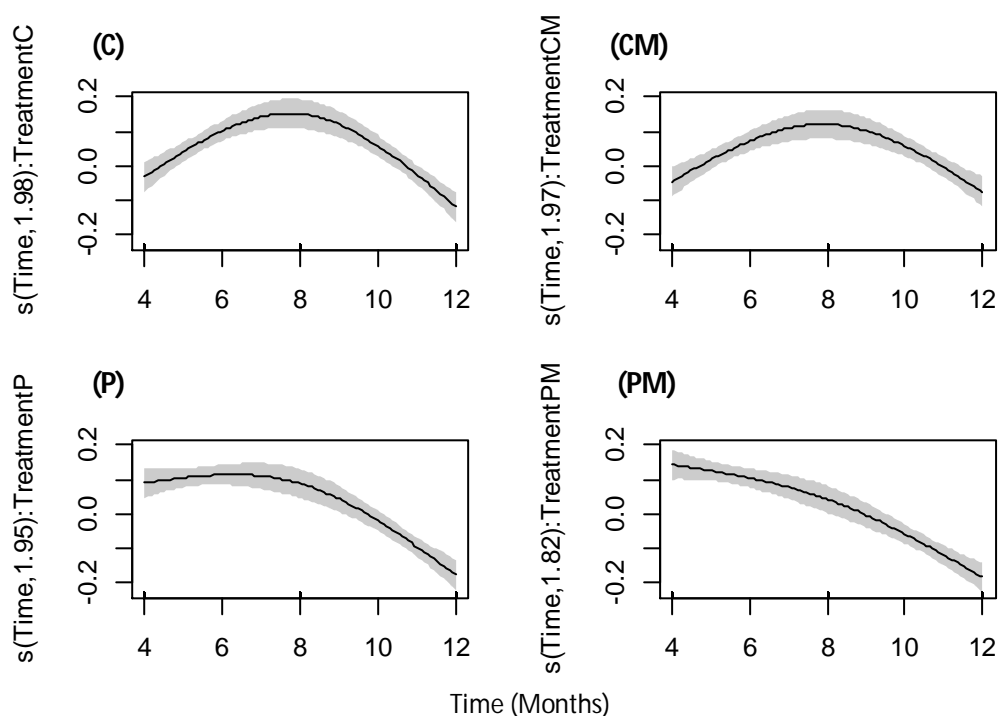 (C)
(CM)
s(Time,1.98):TreatmentC
0.2
0.0
-0.2
4 6 8 10 12
s(Time,1.97):TreatmentCM
0.2
0.0
-0.2
4 6 8 10 12
(P)
(PM)
s(Time,1.95):TreatmentP
0.2
0.0
-0.2
4 6 8 10 12
s(Time,1.82):TreatmentPM
0.2
0.0
-0.2
4 6 8 10 12
Time (Months)